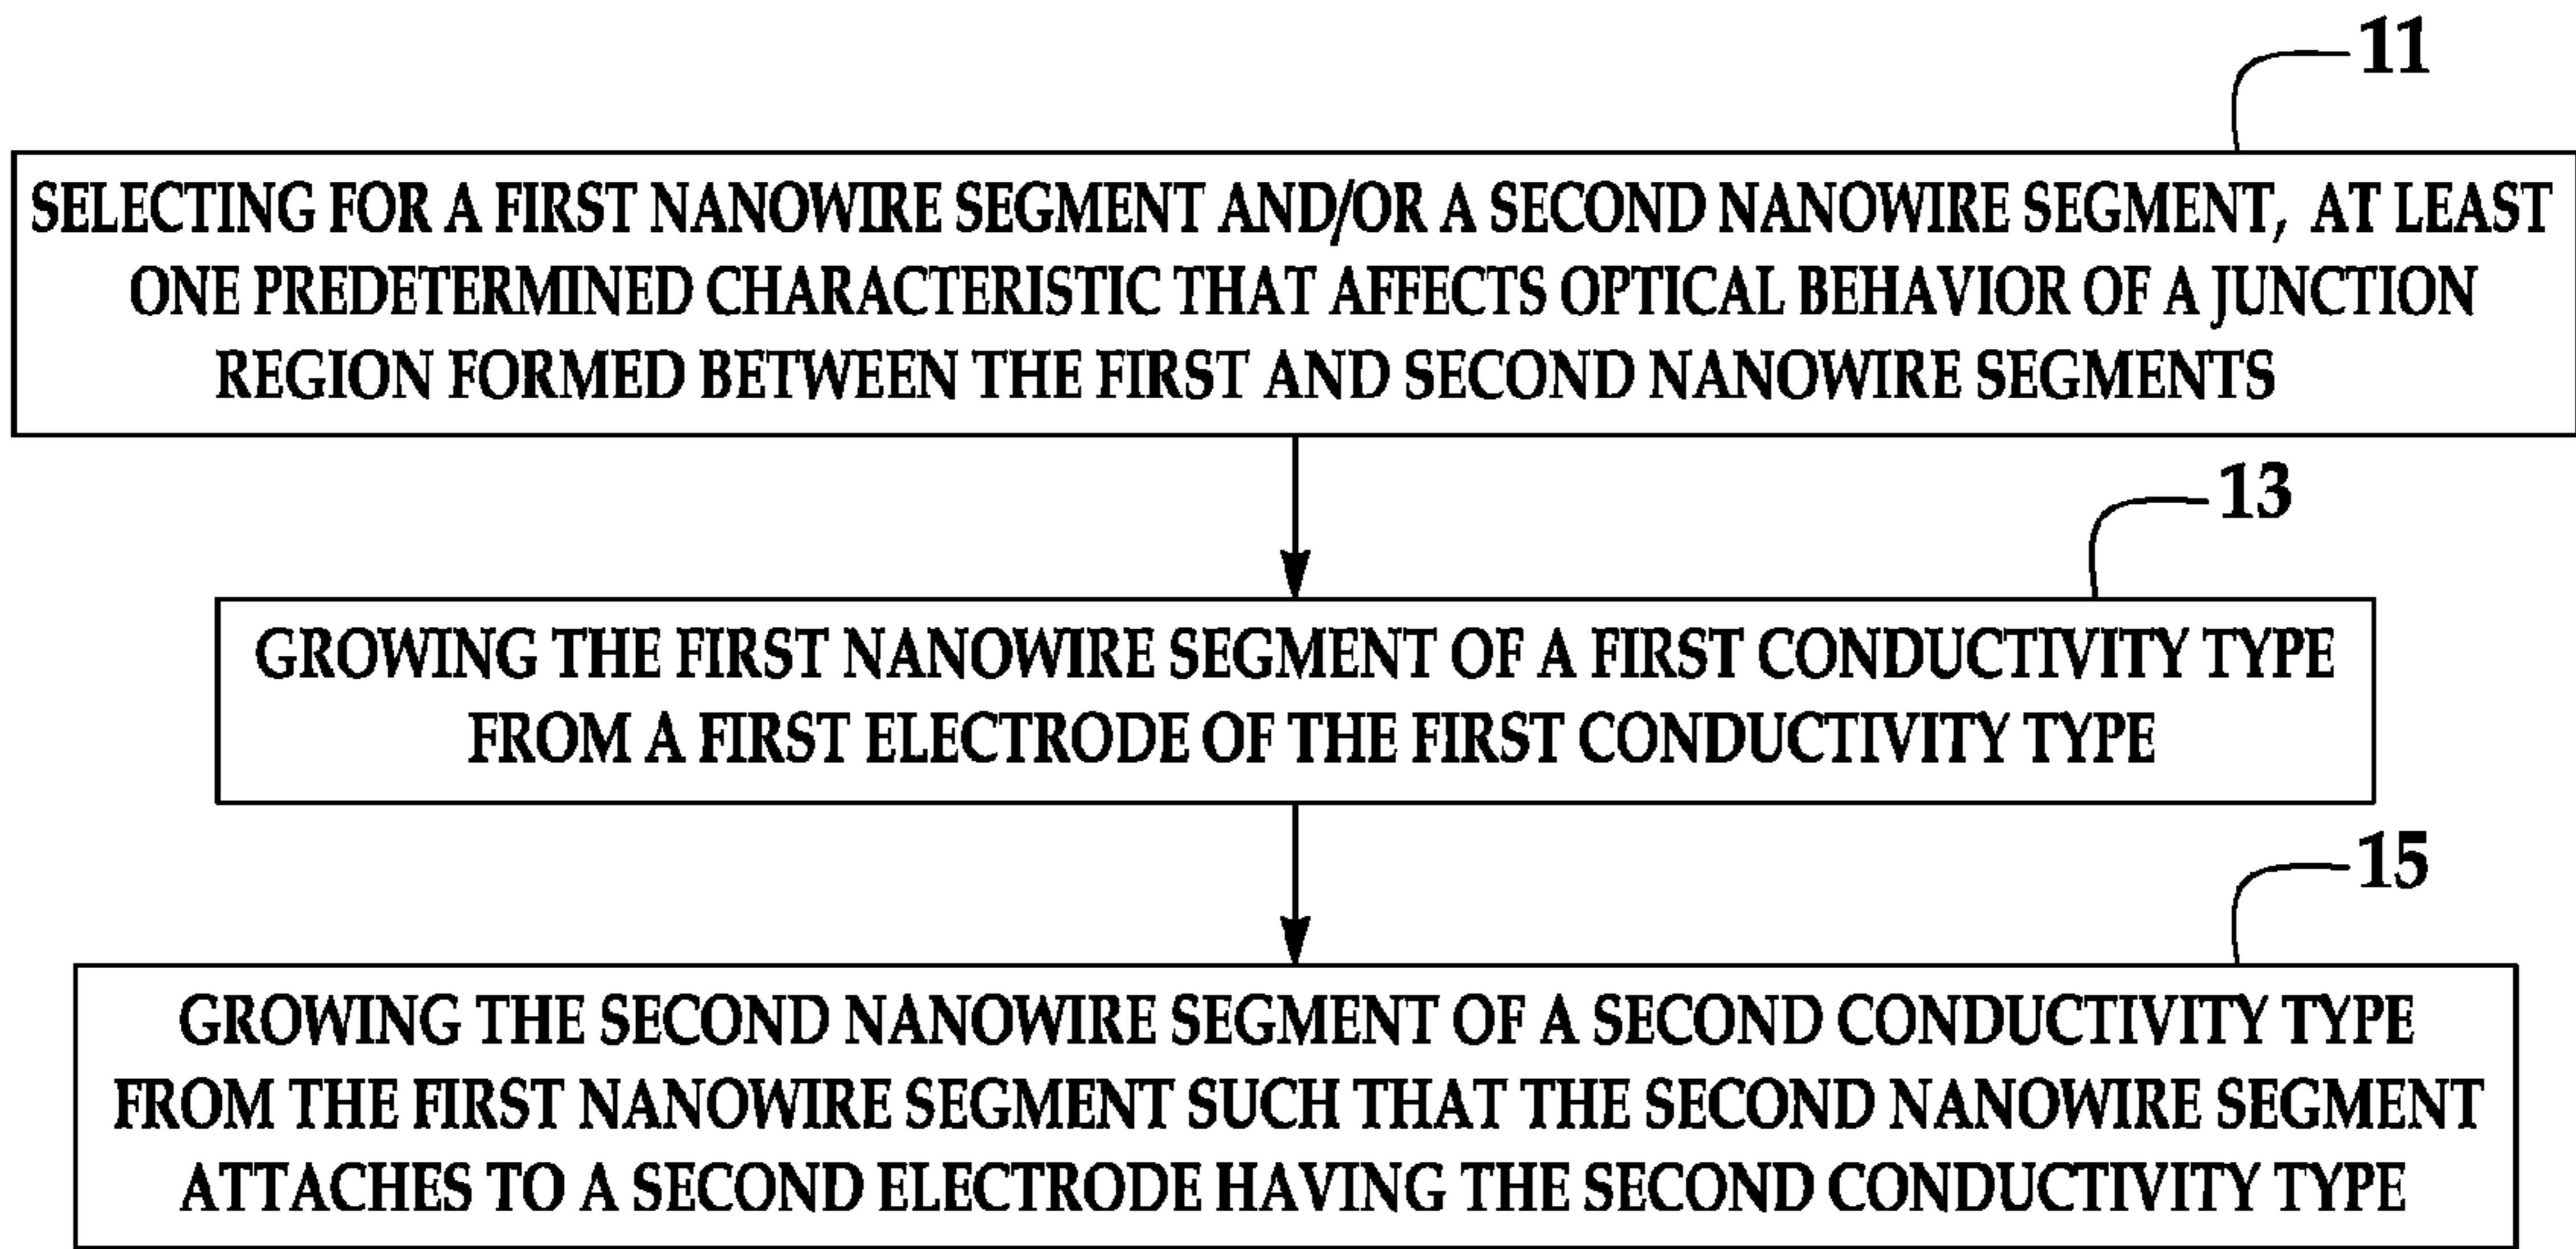 11
SELECTING FOR A FIRST NANOWIRE SEGMENT AND/OR A SECOND NANOWIRE SEGMENT, AT LEAST
ONE PREDETERMINED CHARACTERISTIC THAT AFFECTS OPTICAL BEHAVIOR OF A JUNCTION
REGION FORMED BETWEEN THE FIRST AND SECOND NANOWIRE SEGMENTS
13
GROWING THE FIRST NANOWIRE SEGMENT OF A FIRST CONDUCTIVITY TYPE
FROM A FIRST ELECTRODE OF THE FIRST CONDUCTIVITY TYPE
15
GROWING THE SECOND NANOWIRE SEGMENT OF A SECOND CONDUCTIVITY TYPE
FROM THE FIRST NANOWIRE SEGMENT SUCH THAT THE SECOND NANOWIRE SEGMENT
ATTACHES TO A SECOND ELECTRODE HAVING THE SECOND CONDUCTIVITY TYPE